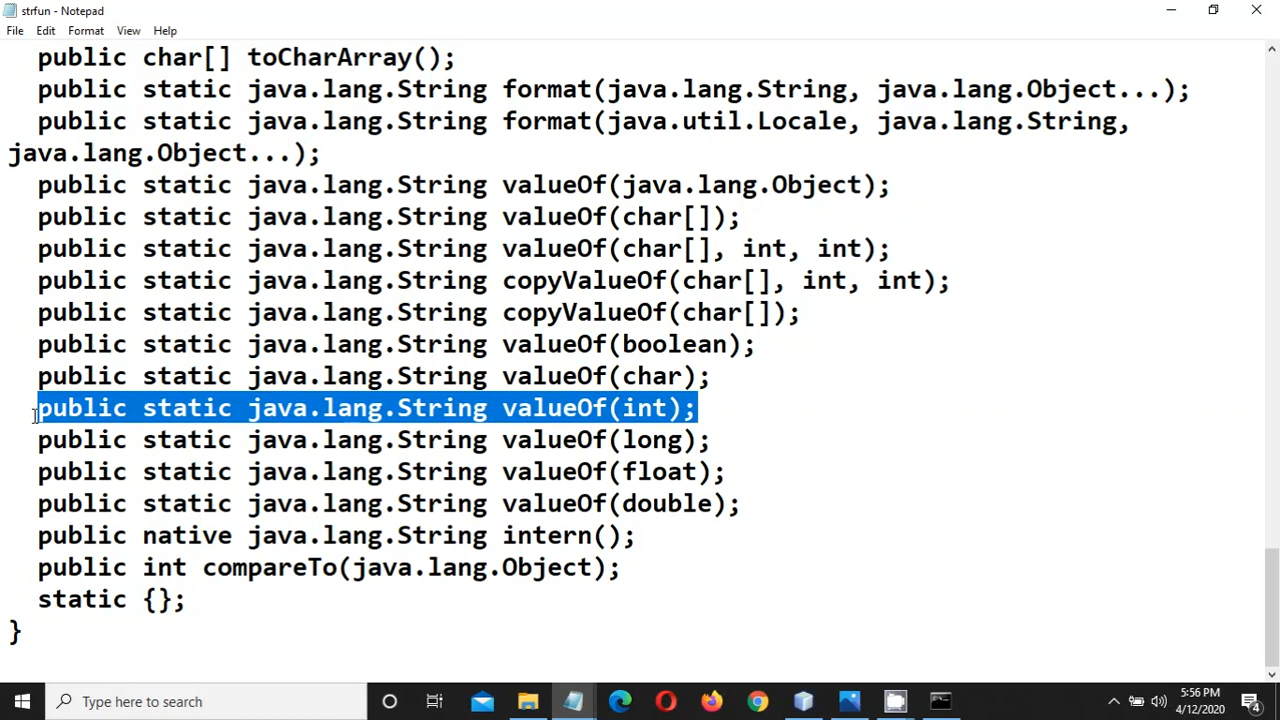 strfun - Notepad
File Edit Format View Help
public char[] toCharArray();
public static java.lang.String format(java.lang.String, java.lang.Object...);
public static java.lang.String format(java.util.Locale, java.lang.String,
java.lang.Object...);
public static java.lang.String valueOf(java.lang.Object);
public static java.lang.String valueOf(char[]);
public static java.lang.String valueOf(char[], int, int);
public static java.lang.String copyValueOf(char[], int, int);
public static java.lang.String copyValueOf(char[]);
public static java.lang.String valueOf(boolean);
public static java.lang.String valueOf(char);
public static java.lang.String valueOf(int);
public static java.lang.String valueOf(long);
public static java.lang.String valueOf(float);
public static java.lang.String valueOf(double);
public native java.lang.String intern();
public int compareTo(java.lang.Object);
static {};
}
Type here to search
5:56 PM
4/12/2020
4